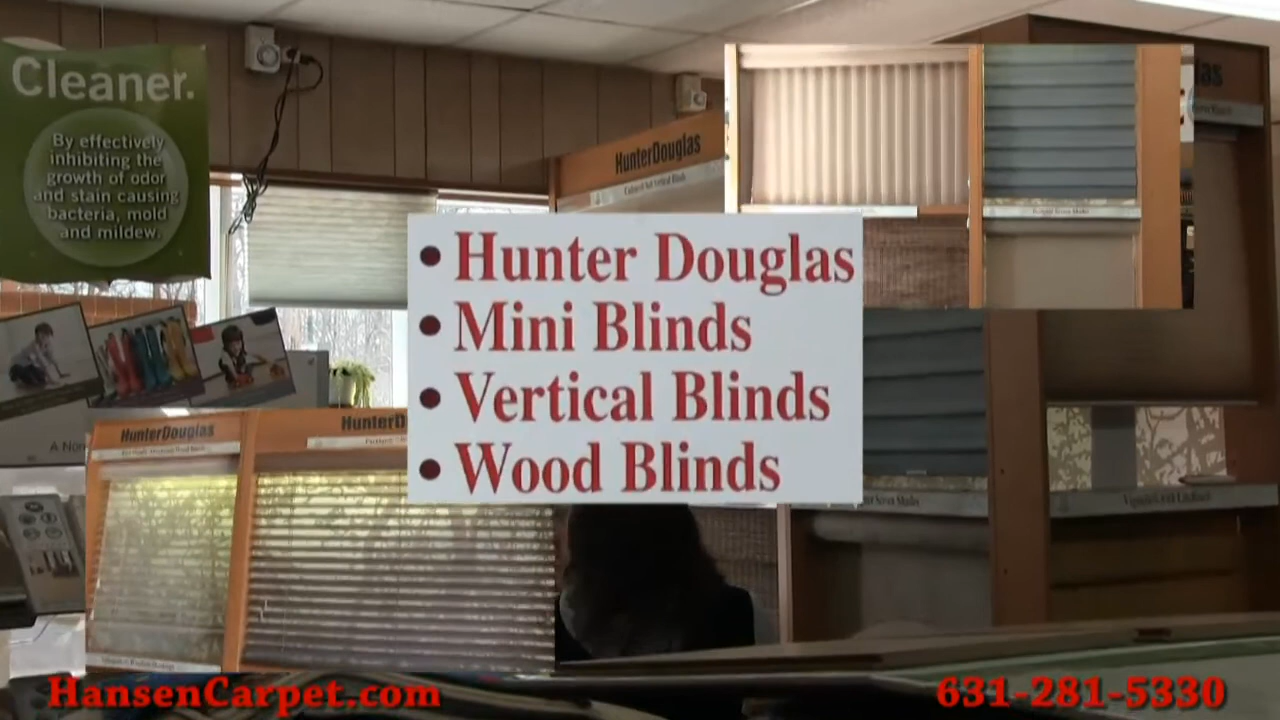 Cleaner.
By effectively
inhibiting the
growth of odor
and stain causing
bacteria, mold
and mildew.
HunterDouglas
• Hunter Douglas
• Mini Blinds
• Vertical Blinds
• Wood Blinds
HunterDouglas
HunterD
A Non
HansenCarpet.com
631-281-5330